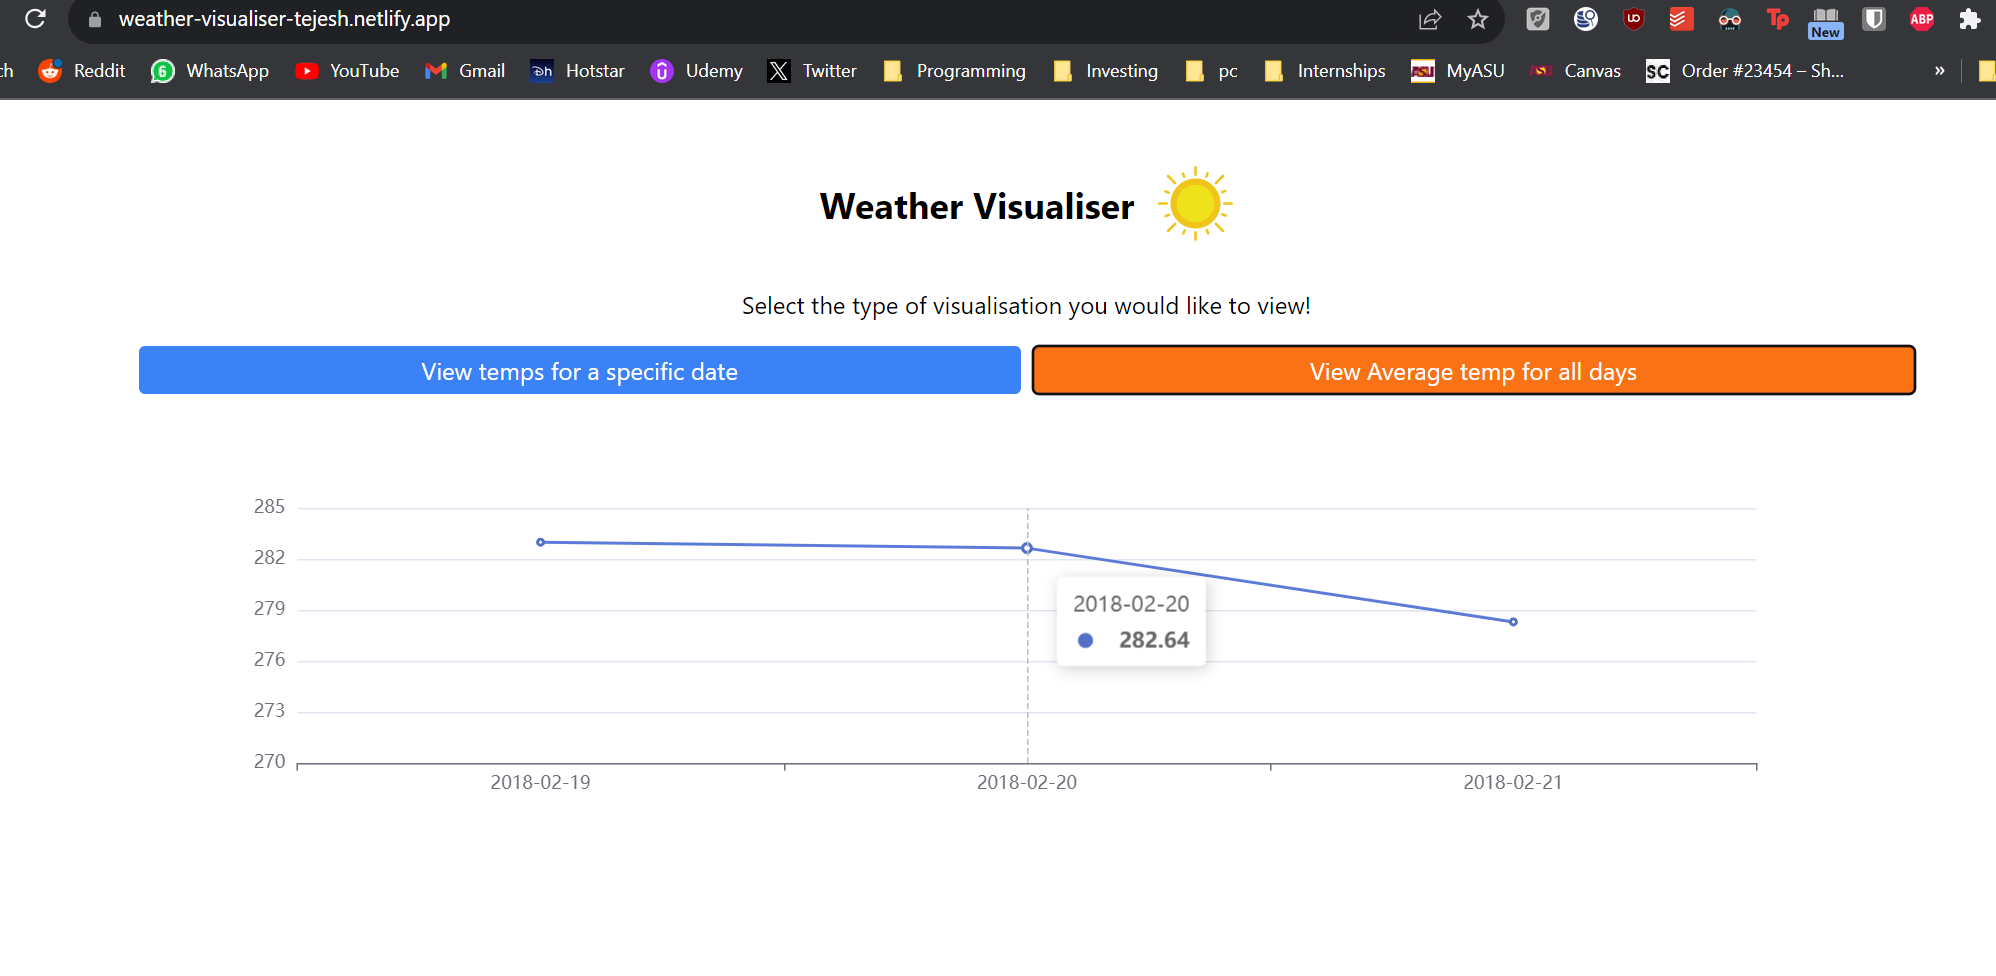 weather-visualiser-tejesh.netlify.app
New
ABP
ch Reddit WhatsApp YouTube Gmail Hotstar Udemy Twitter Programming Investing pc Internships MyASU Canvas SC Order #23454 – Sh... »
Weather Visualiser
Select the type of visualisation you would like to view!
View temps for a specific date View Average temp for all days
285
282
279
276
273
270
2018-02-20
282.64
2018-02-19 2018-02-20 2018-02-21